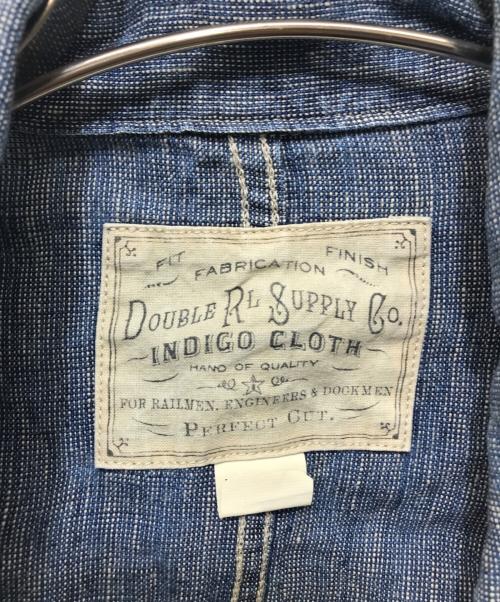 FIT FABRICATION FINISH
DOUBLE RL SUPPLY CO.
INDIGO CLOTH
HAND OF QUALITY
FOR RAILMEN, ENGINEERS & DOCKMEN
PERFECT CUT.